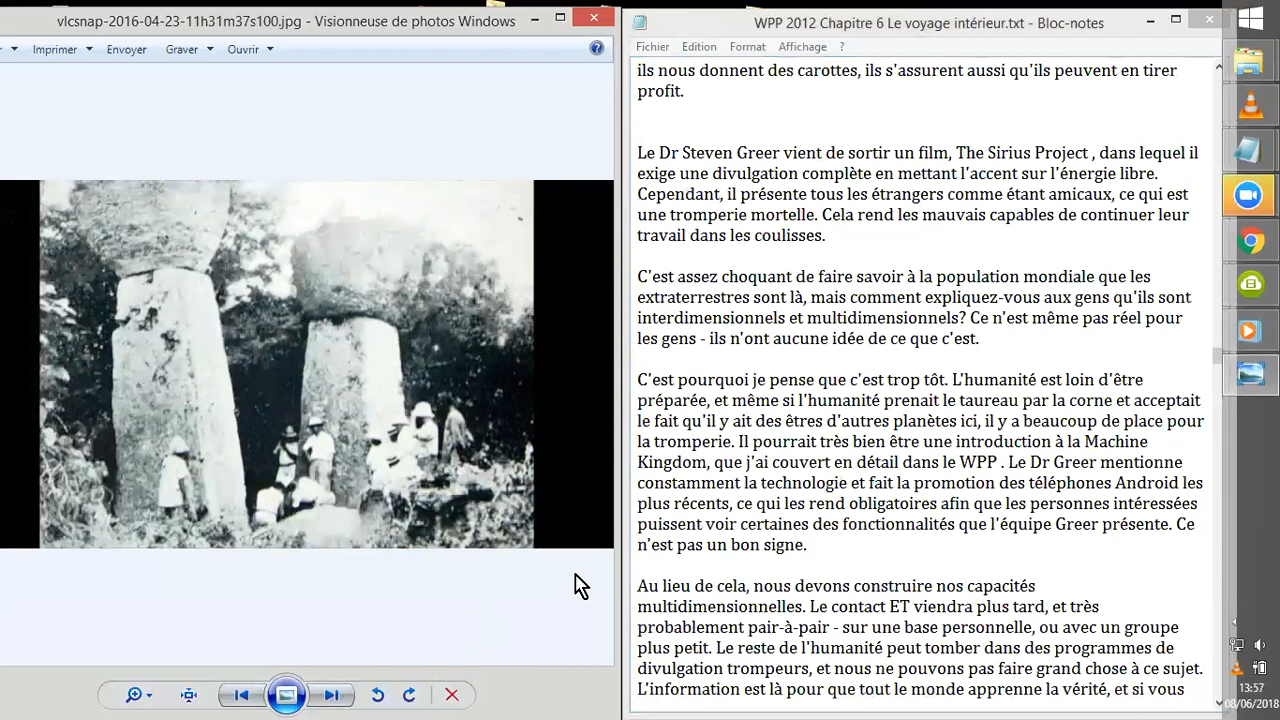 vlcsnap-2016-04-23-11h31m37s100.jpg - Visionneuse de photos Windows
Imprimer
Envoyer
Graver
Ouvrir
WPP 2012 Chapitre 6 Le voyage intérieur.txt - Bloc-notes
Fichier
Edition
Format
Affichage
?
ils nous donnent des carottes, ils s'assurent aussi qu'ils peuvent en tirer
profit.
Le Dr Steven Greer vient de sortir un film, The Sirius Project , dans lequel il
exige une divulgation complète en mettant l'accent sur l'énergie libre.
Cependant, il présente tous les étrangers comme étant amicaux, ce qui est
une tromperie mortelle. Cela rend les mauvais capables de continuer leur
travail dans les coulisses.
C'est assez choquant de faire savoir à la population mondiale que les
extraterrestres sont là, mais comment expliquez-vous aux gens qu'ils sont
interdimensionnels et multidimensionnels? Ce n'est même pas réel pour
les gens - ils n'ont aucune idée de ce que c'est.
C'est pourquoi je pense que c'est trop tôt. L'humanité est loin d'être
préparée, et même si l'humanité prenait le taureau par la corne et acceptait
le fait qu'il y ait des êtres d'autres planètes ici, il y a beaucoup de place pour
la tromperie. Il pourrait très bien être une introduction à la Machine
Kingdom, que j'ai couvert en détail dans le WPP . Le Dr Greer mentionne
constamment la technologie et fait la promotion des téléphones Android les
plus récents, ce qui les rend obligatoires afin que les personnes intéressées
puissent voir certaines des fonctionnalités que l'équipe Greer présente. Ce
n'est pas un bon signe.
Au lieu de cela, nous devons construire nos capacités
multidimensionnelles. Le contact ET viendra plus tard, et très
probablement pair-à-pair - sur une base personnelle, ou avec un groupe
plus petit. Le reste de l'humanité peut tomber dans des programmes de
divulgation trompeurs, et nous ne pouvons pas faire grand chose à ce sujet.
L'information est là pour que tout le monde apprenne la vérité, et si vous
13:57
08/06/2018